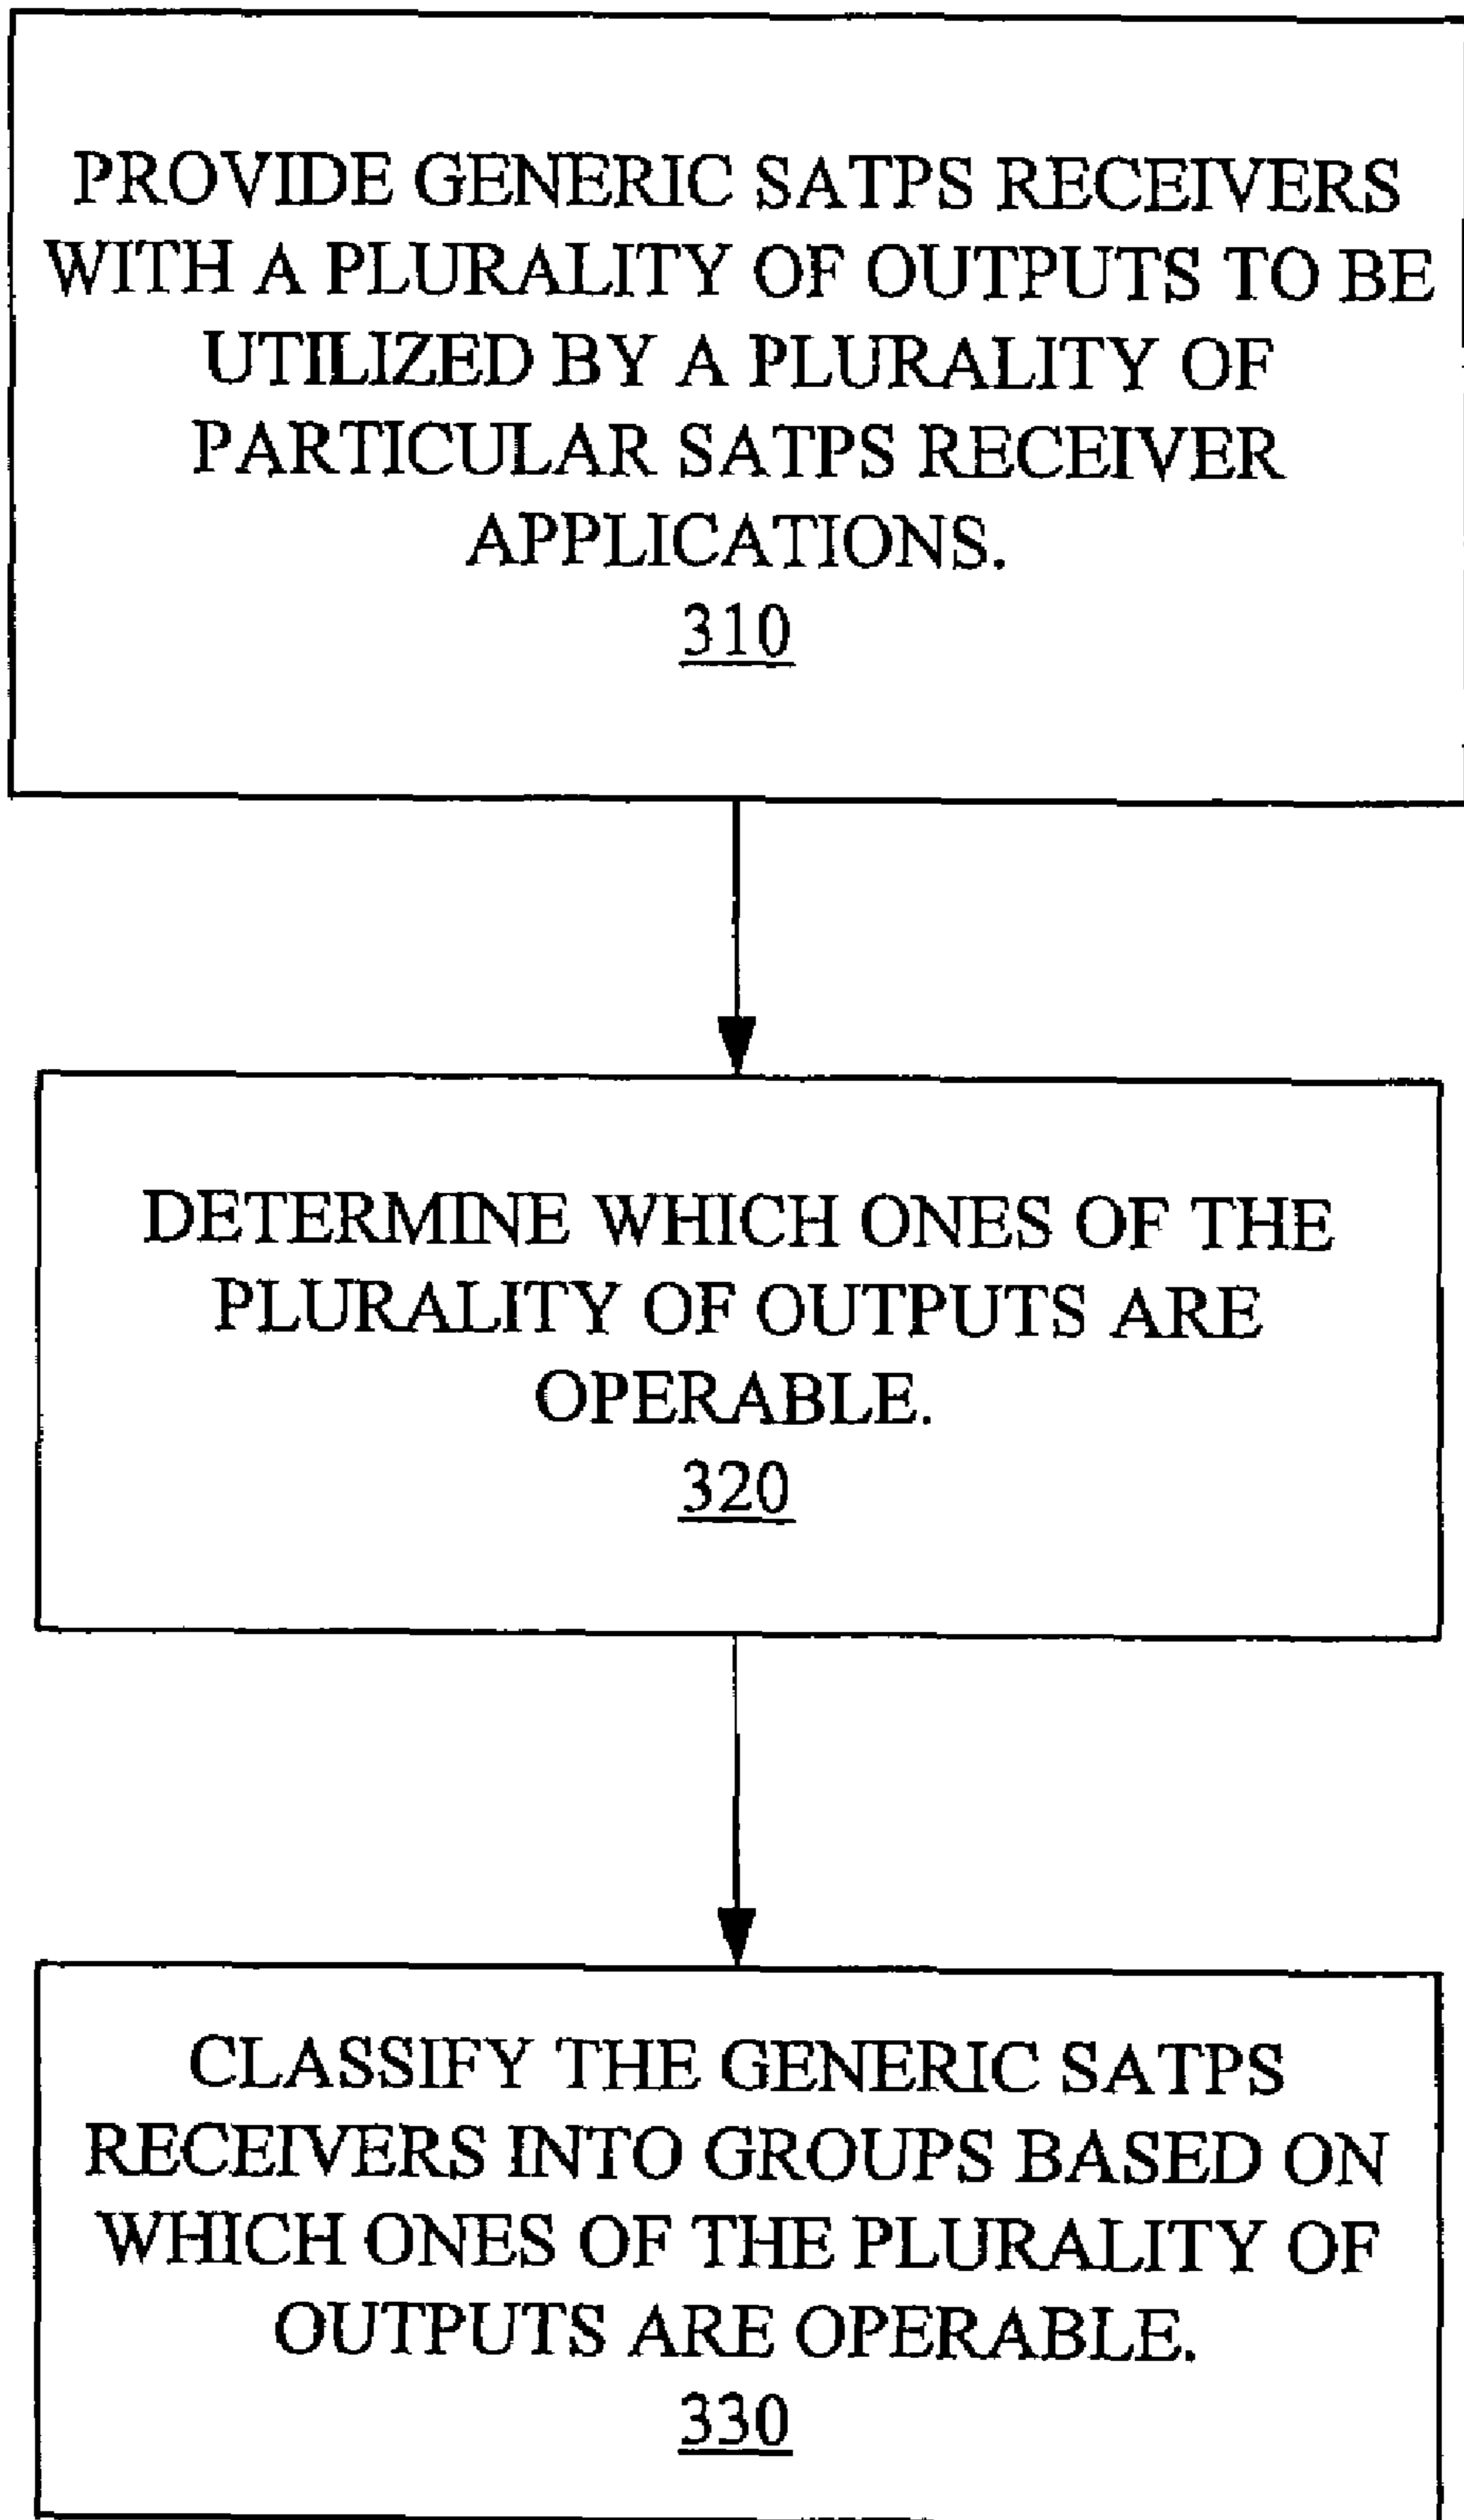 PROVIDE GENERIC SATPS RECEIVERS
WITH A PLURALITY OF OUTPUTS TO BE
UTILIZED BY A PLURALITY OF
PARTICULAR SATPS RECEIVER
APPLICATIONS.
310
DETERMINE WHICH ONES OF THE
PLURALITY OF OUTPUTS ARE
OPERABLE.
320
CLASSIFY THE GENERIC SATPS
RECEIVERS INTO GROUPS BASED ON
WHICH ONES OF THE PLURALITY OF
OUTPUTS ARE OPERABLE.
330